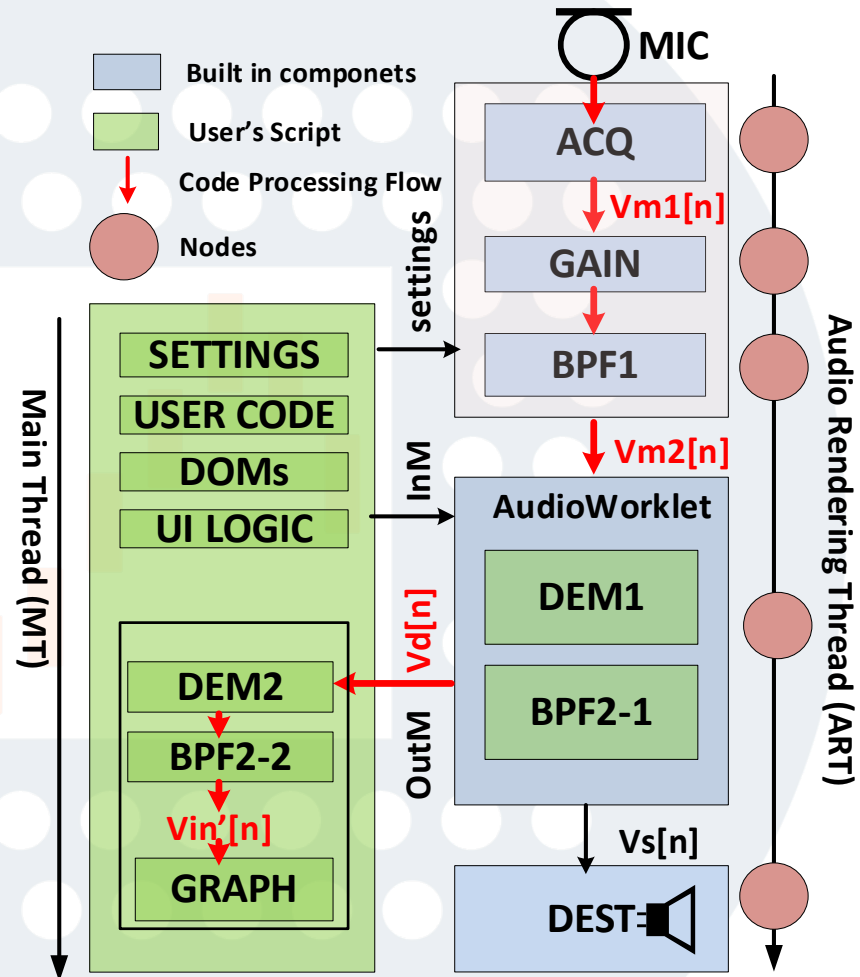 MIC
Built in componets
User's Script
Code Processing Flow
Nodes
ACQ
Vm1[n]
GAIN
BPF1
settings
Vm2[n]
Main Thread (MT)
SETTINGS
USER CODE
DOMs
UI LOGIC
InM
AudioWorklet
DEM1
BPF2-1
Vd[n]
OutM
DEM2
BPF2-2
Vin'[n]
GRAPH
Vs[n]
DEST
Audio Rendering Thread (ART)